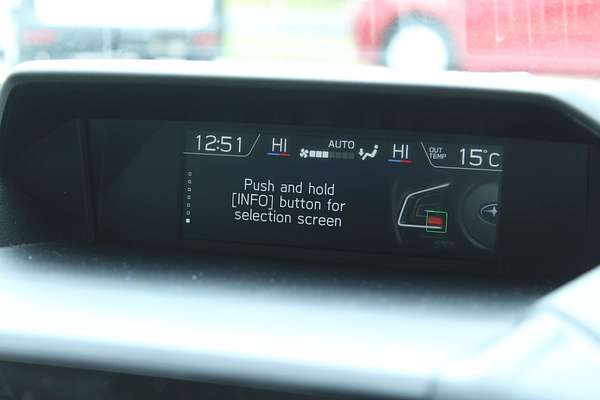 12:51 HI AUTO HI OUT TEMP 15°C
Push and hold
[INFO] button for
selection screen